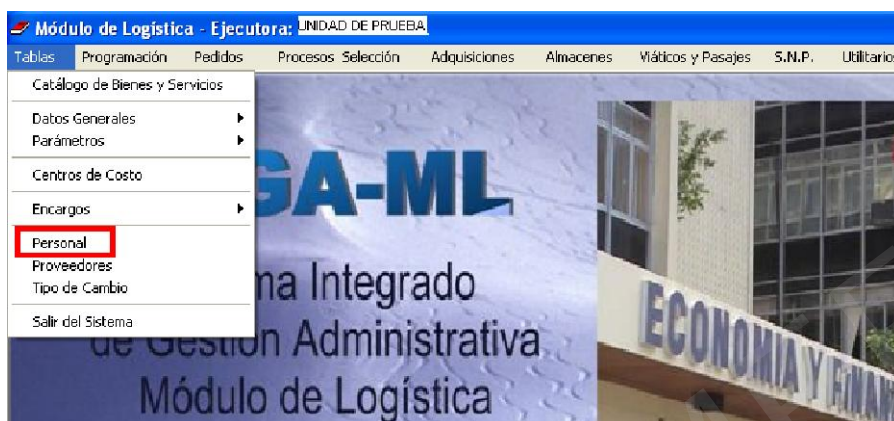 Módulo de Logística - Ejecutora: UNIDAD DE PRUEBA
Tablas Programación Pedidos Procesos Selección Adquisiciones Almacenes Viáticos y Pasajes S.N.P. Utilitarios
Catálogo de Bienes y Servicios
Datos Generales
Parámetros
Centros de Costo
Encargos
Personal
Proveedores
Tipo de Cambio
Salir del Sistema
GA-ML
ma Integrado
de Gestión Administrativa
Módulo de Logística
ECONOMIA Y FINAN